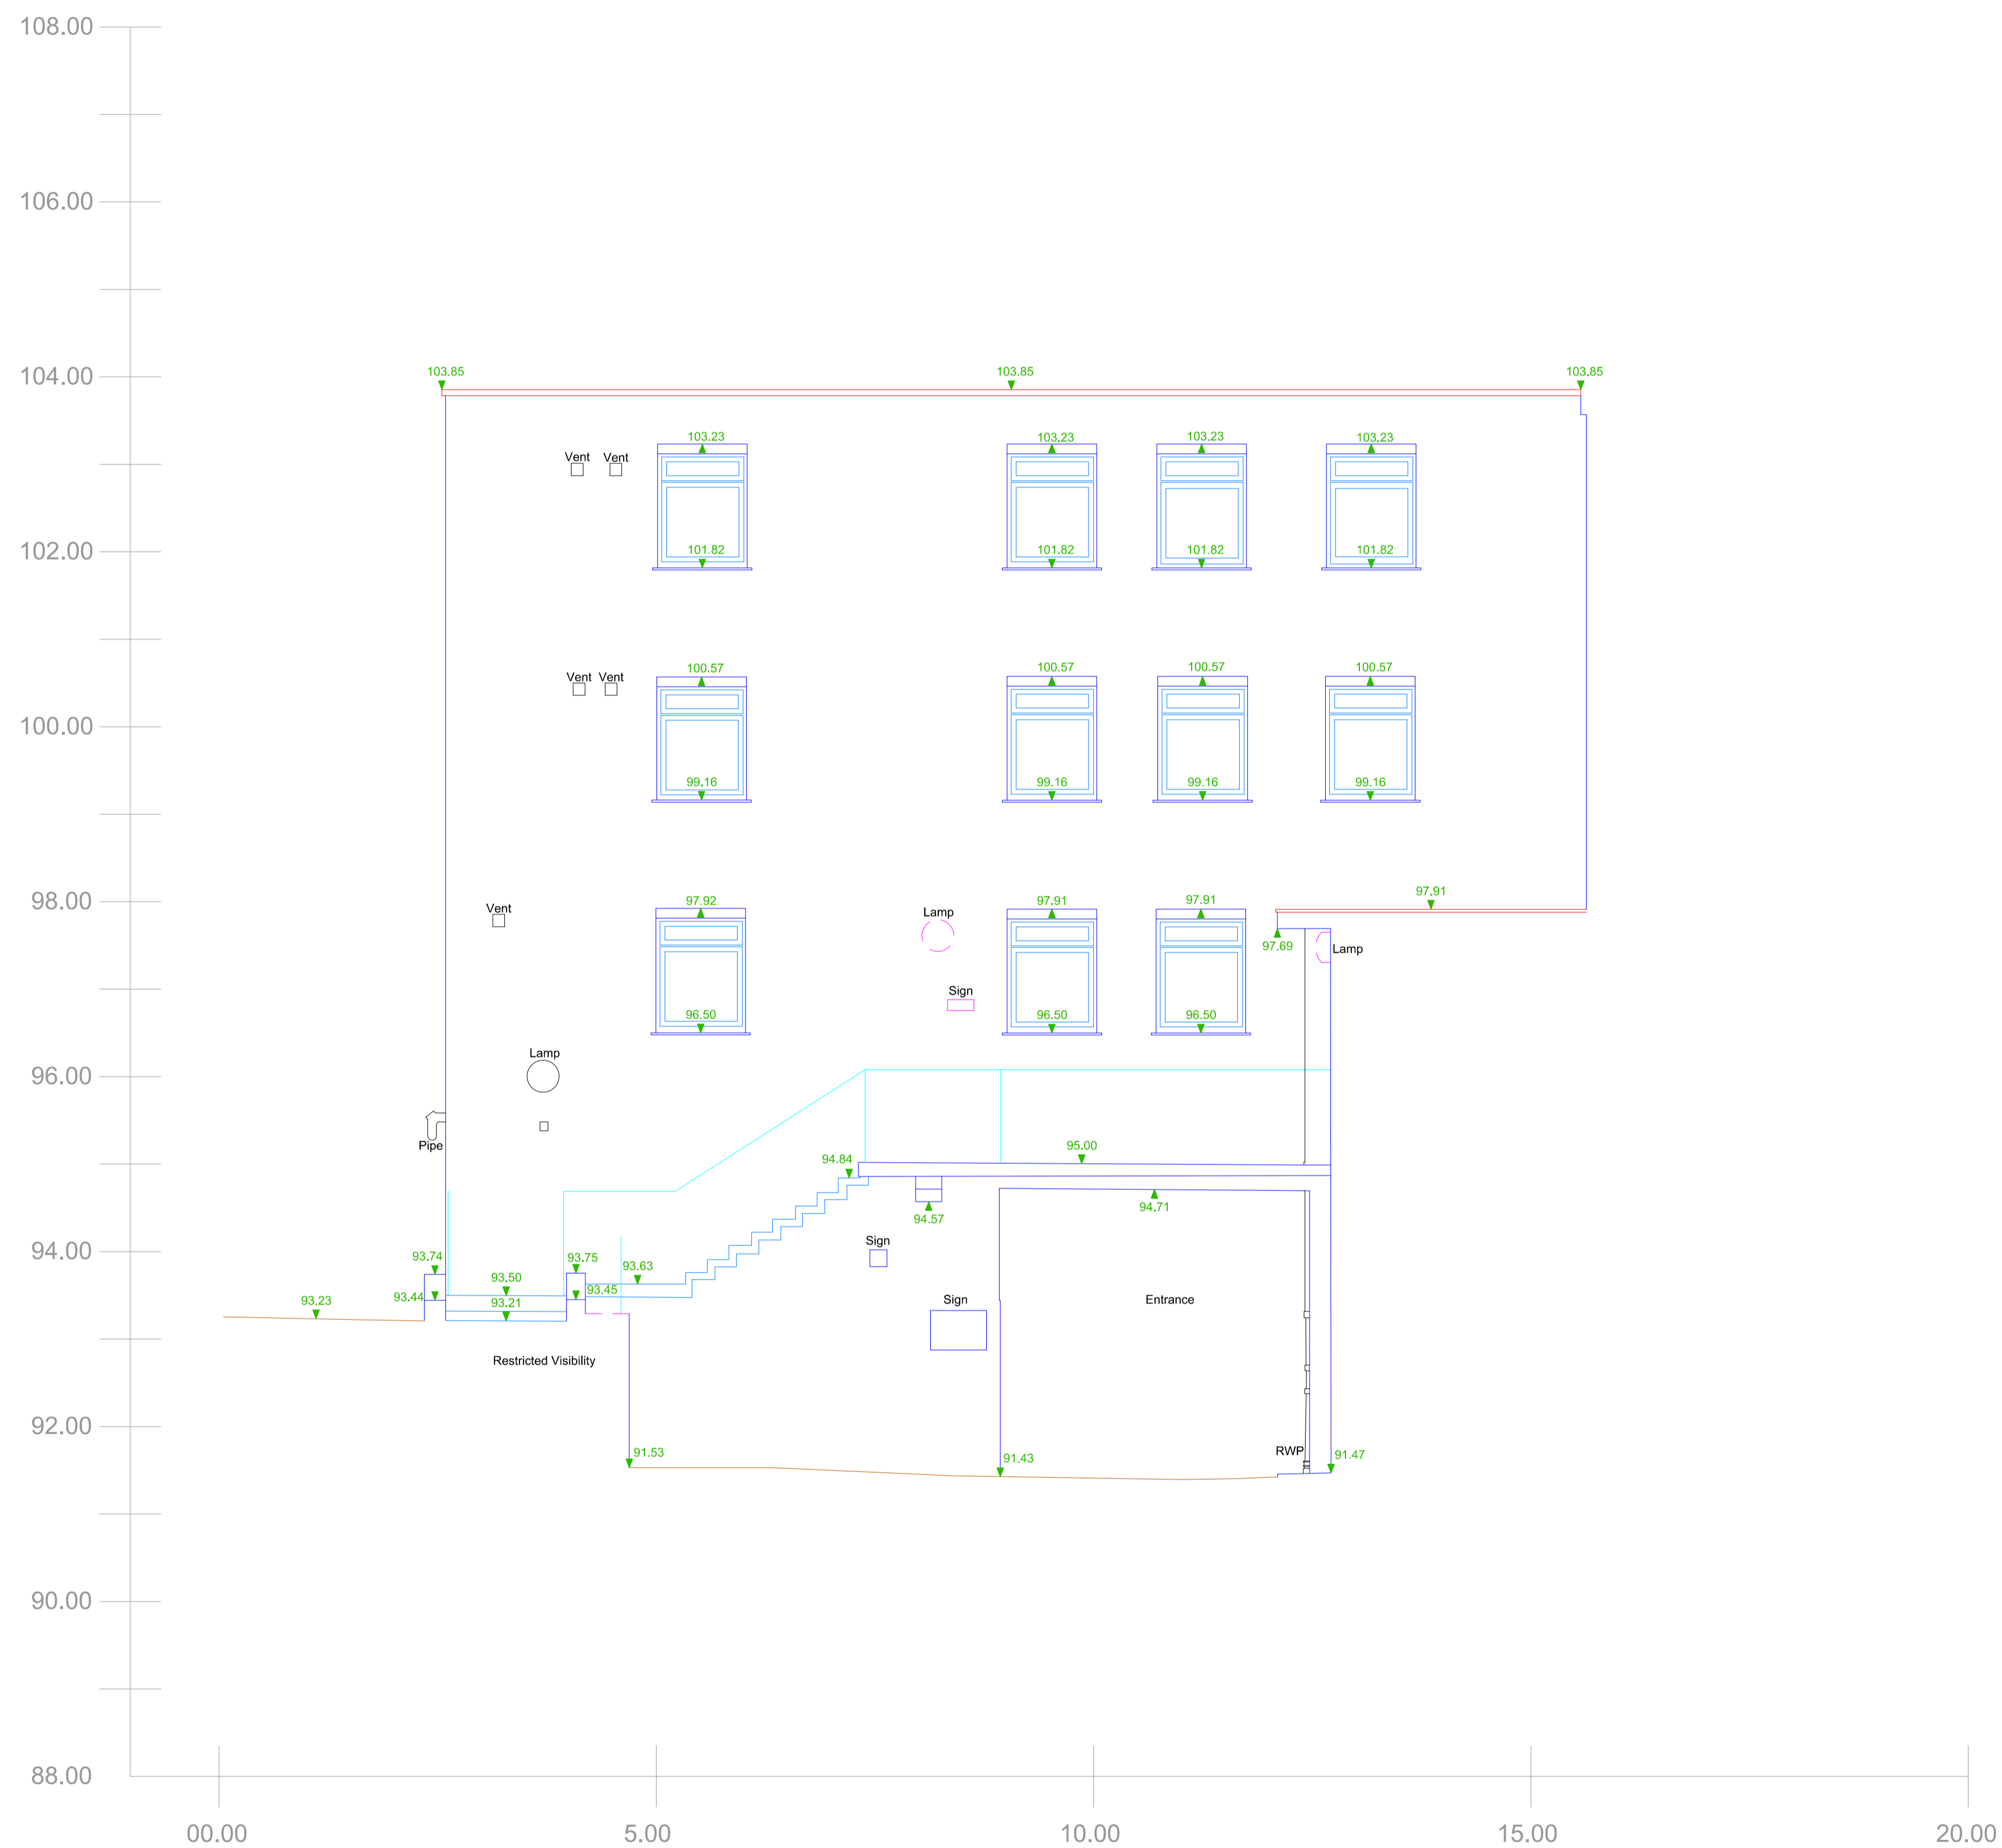 108.00
106.00
104.00
103.85 103.85 103.85
103.23 103.23 103.23 103.23
Vent Vent
102.00
101.82 101.82 101.82 101.82
100.57 100.57 100.57 100.57
Vent Vent
100.00
99.16 99.16 99.16 99.16
98.00
97.92 97.91 97.91 97.91
Vent Lamp
97.69 Lamp
Sign
96.50 96.50 96.50
96.00
Lamp
Pipe
95.00
94.84
94.57 94.71
94.00
Sign
93.74 93.75
93.50 93.63
93.44 93.21 93.45
93.23 Sign Entrance
Restricted Visibility
92.00
91.53 91.43 RWP 91.47
90.00
88.00
00.00 5.00 10.00 15.00 20.00